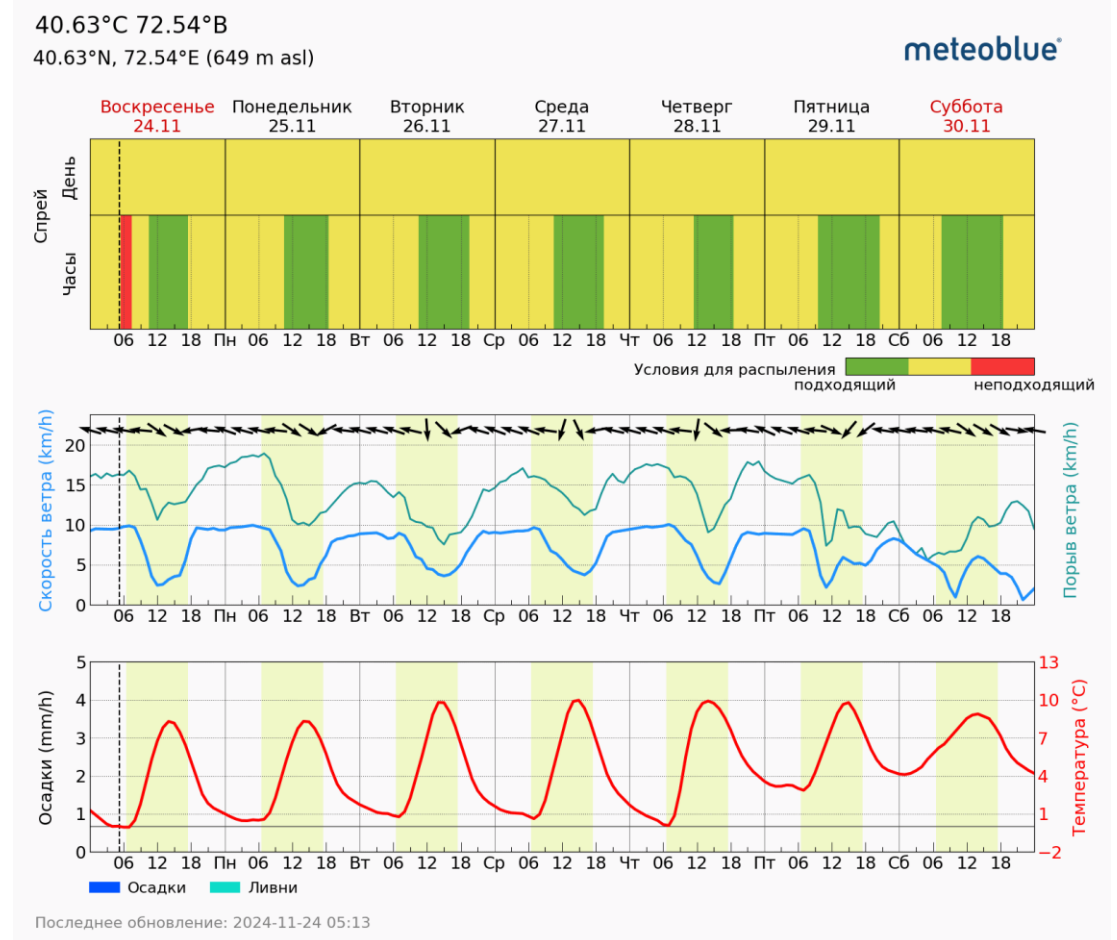 40.63°С 72.54°В
40.63°N, 72.54°E (649 m asl)
meteoblue®
Воскресенье Понедельник Вторник Среда Четверг Пятница Суббота
24.11 25.11 26.11 27.11 28.11 29.11 30.11
Спрей
День
Часы
06 12 18 Пн 06 12 18 Вт 06 12 18 Ср 06 12 18 Чт 06 12 18 Пт 06 12 18 Сб 06 12 18
Условия для распыления
подходящий неподходящий
Скорость ветра (km/h)
20
15
10
5
0
Порыв ветра (km/h)
06 12 18 Пн 06 12 18 Вт 06 12 18 Ср 06 12 18 Чт 06 12 18 Пт 06 12 18 Сб 06 12 18
Осадки (mm/h)
5 13
4 10
3 7
2 4
1 1
0 −2
Температура (°C)
06 12 18 Пн 06 12 18 Вт 06 12 18 Ср 06 12 18 Чт 06 12 18 Пт 06 12 18 Сб 06 12 18
Осадки Ливни
Последнее обновление: 2024-11-24 05:13